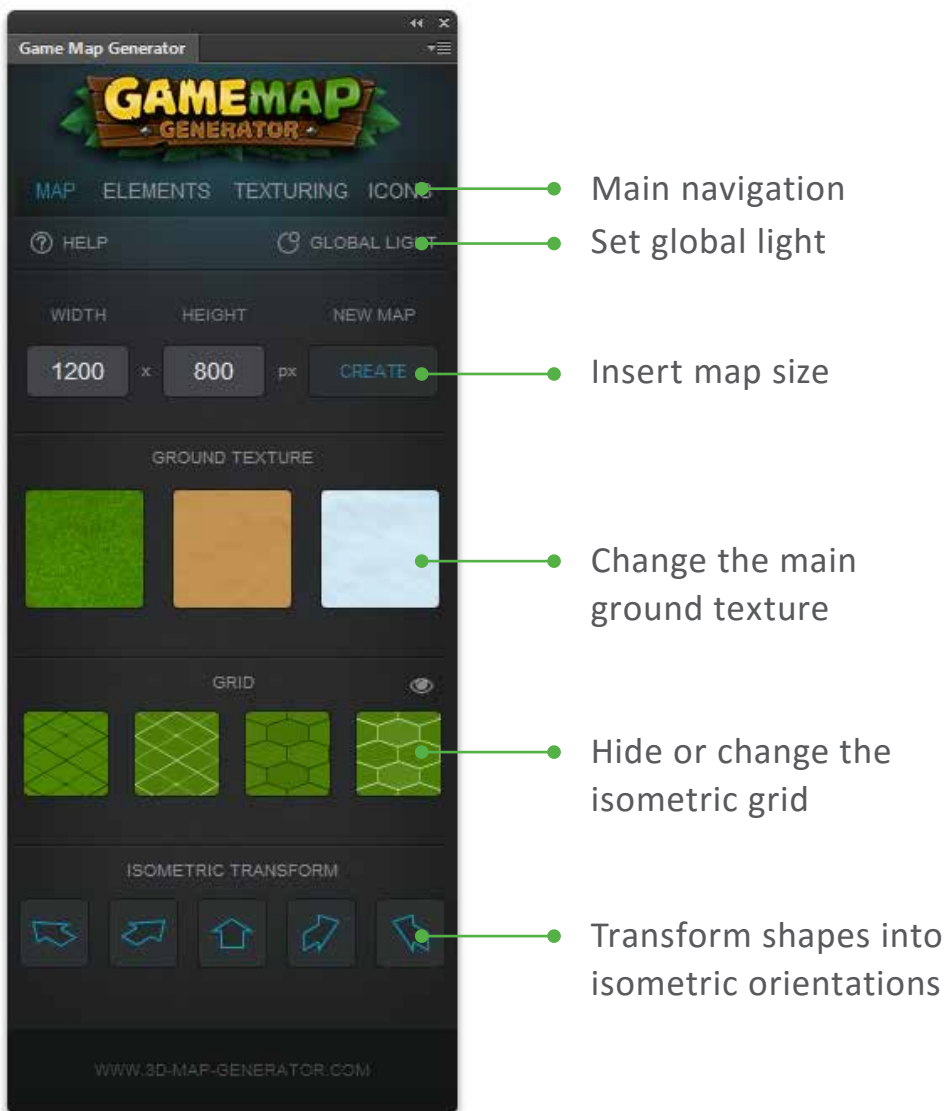 Game Map Generator
GAMEMAP
GENERATOR
MAP ELEMENTS TEXTURING ICONS
Main navigation
HELP GLOBAL LIGHT
Set global light
WIDTH HEIGHT NEW MAP
1200 x 800 px CREATE
Insert map size
GROUND TEXTURE
Change the main
ground texture
GRID
Hide or change the
isometric grid
ISOMETRIC TRANSFORM
Transform shapes into
isometric orientations
WWW.3D-MAP-GENERATOR.COM